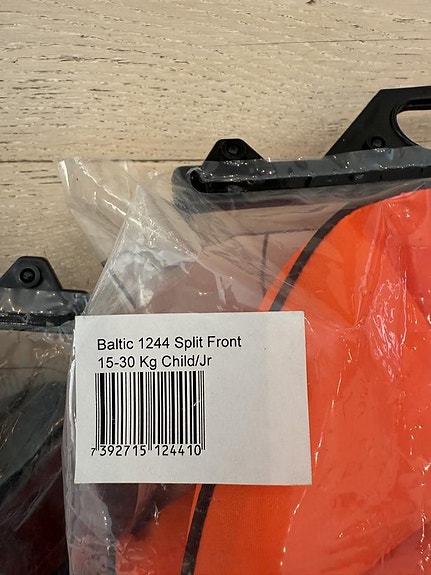 Baltic 1244 Split Front
15-30 Kg Child/Jr
7 392715 124410